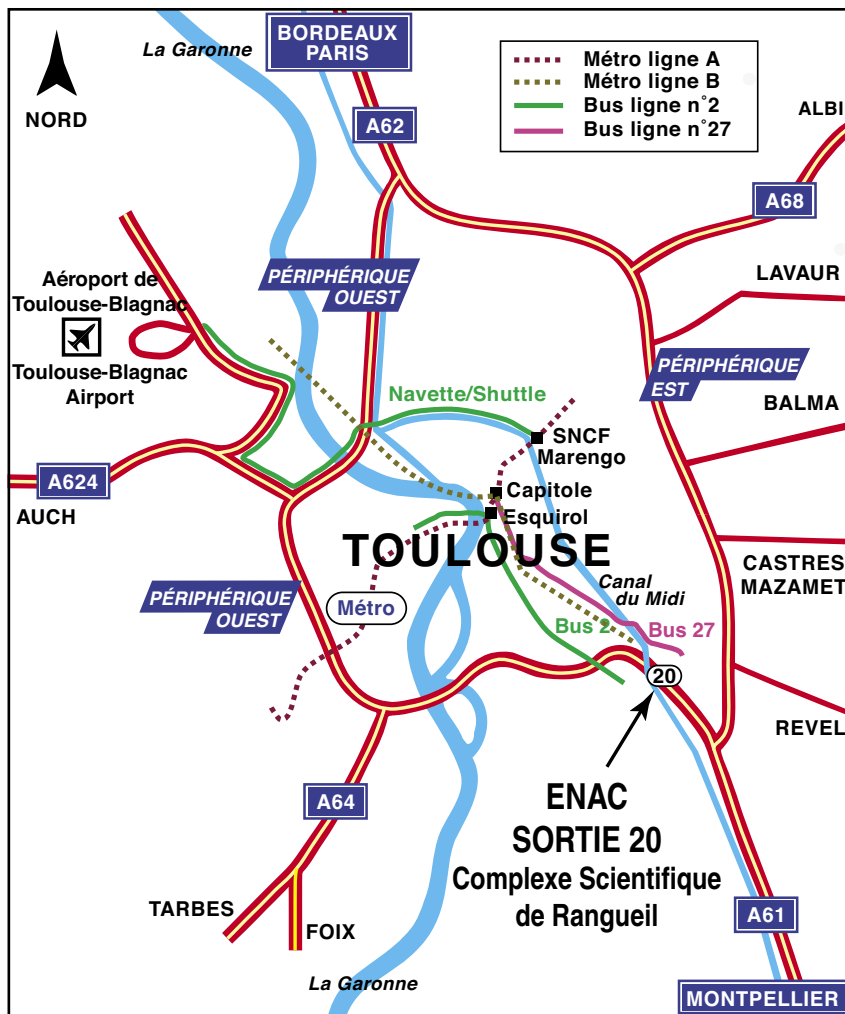 La Garonne
BORDEAUX
PARIS
Métro ligne A
Métro ligne B
Bus ligne n°2
Bus ligne n°27
NORD
A62
ALBI
A68
PÉRIPHÉRIQUE
OUEST
LAVAUR
Aéroport de
Toulouse-Blagnac
Toulouse-Blagnac
Airport
PÉRIPHÉRIQUE
EST
Navette/Shuttle
BALMA
SNCF
Marengo
A624
AUCH
Capitole
Esquirol
TOULOUSE
CASTRES
MAZAMET
Canal
du Midi
PÉRIPHÉRIQUE
OUEST
Métro
Bus 2
Bus 27
20
REVEL
ENAC
SORTIE 20
Complexe Scientifique
de Rangueil
A64
TARBES
FOIX
A61
La Garonne
MONTPELLIER